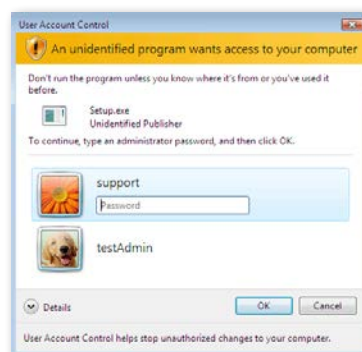 User Account Control
An unidentified program wants access to your computer
Don't run the program unless you know where it's from or you've used it
before.
Setup.exe
Unidentified Publisher
To continue, type an administrator password, and then click OK.
support
Password
testAdmin
Details
OK
Cancel
User Account Control helps stop unauthorized changes to your computer.